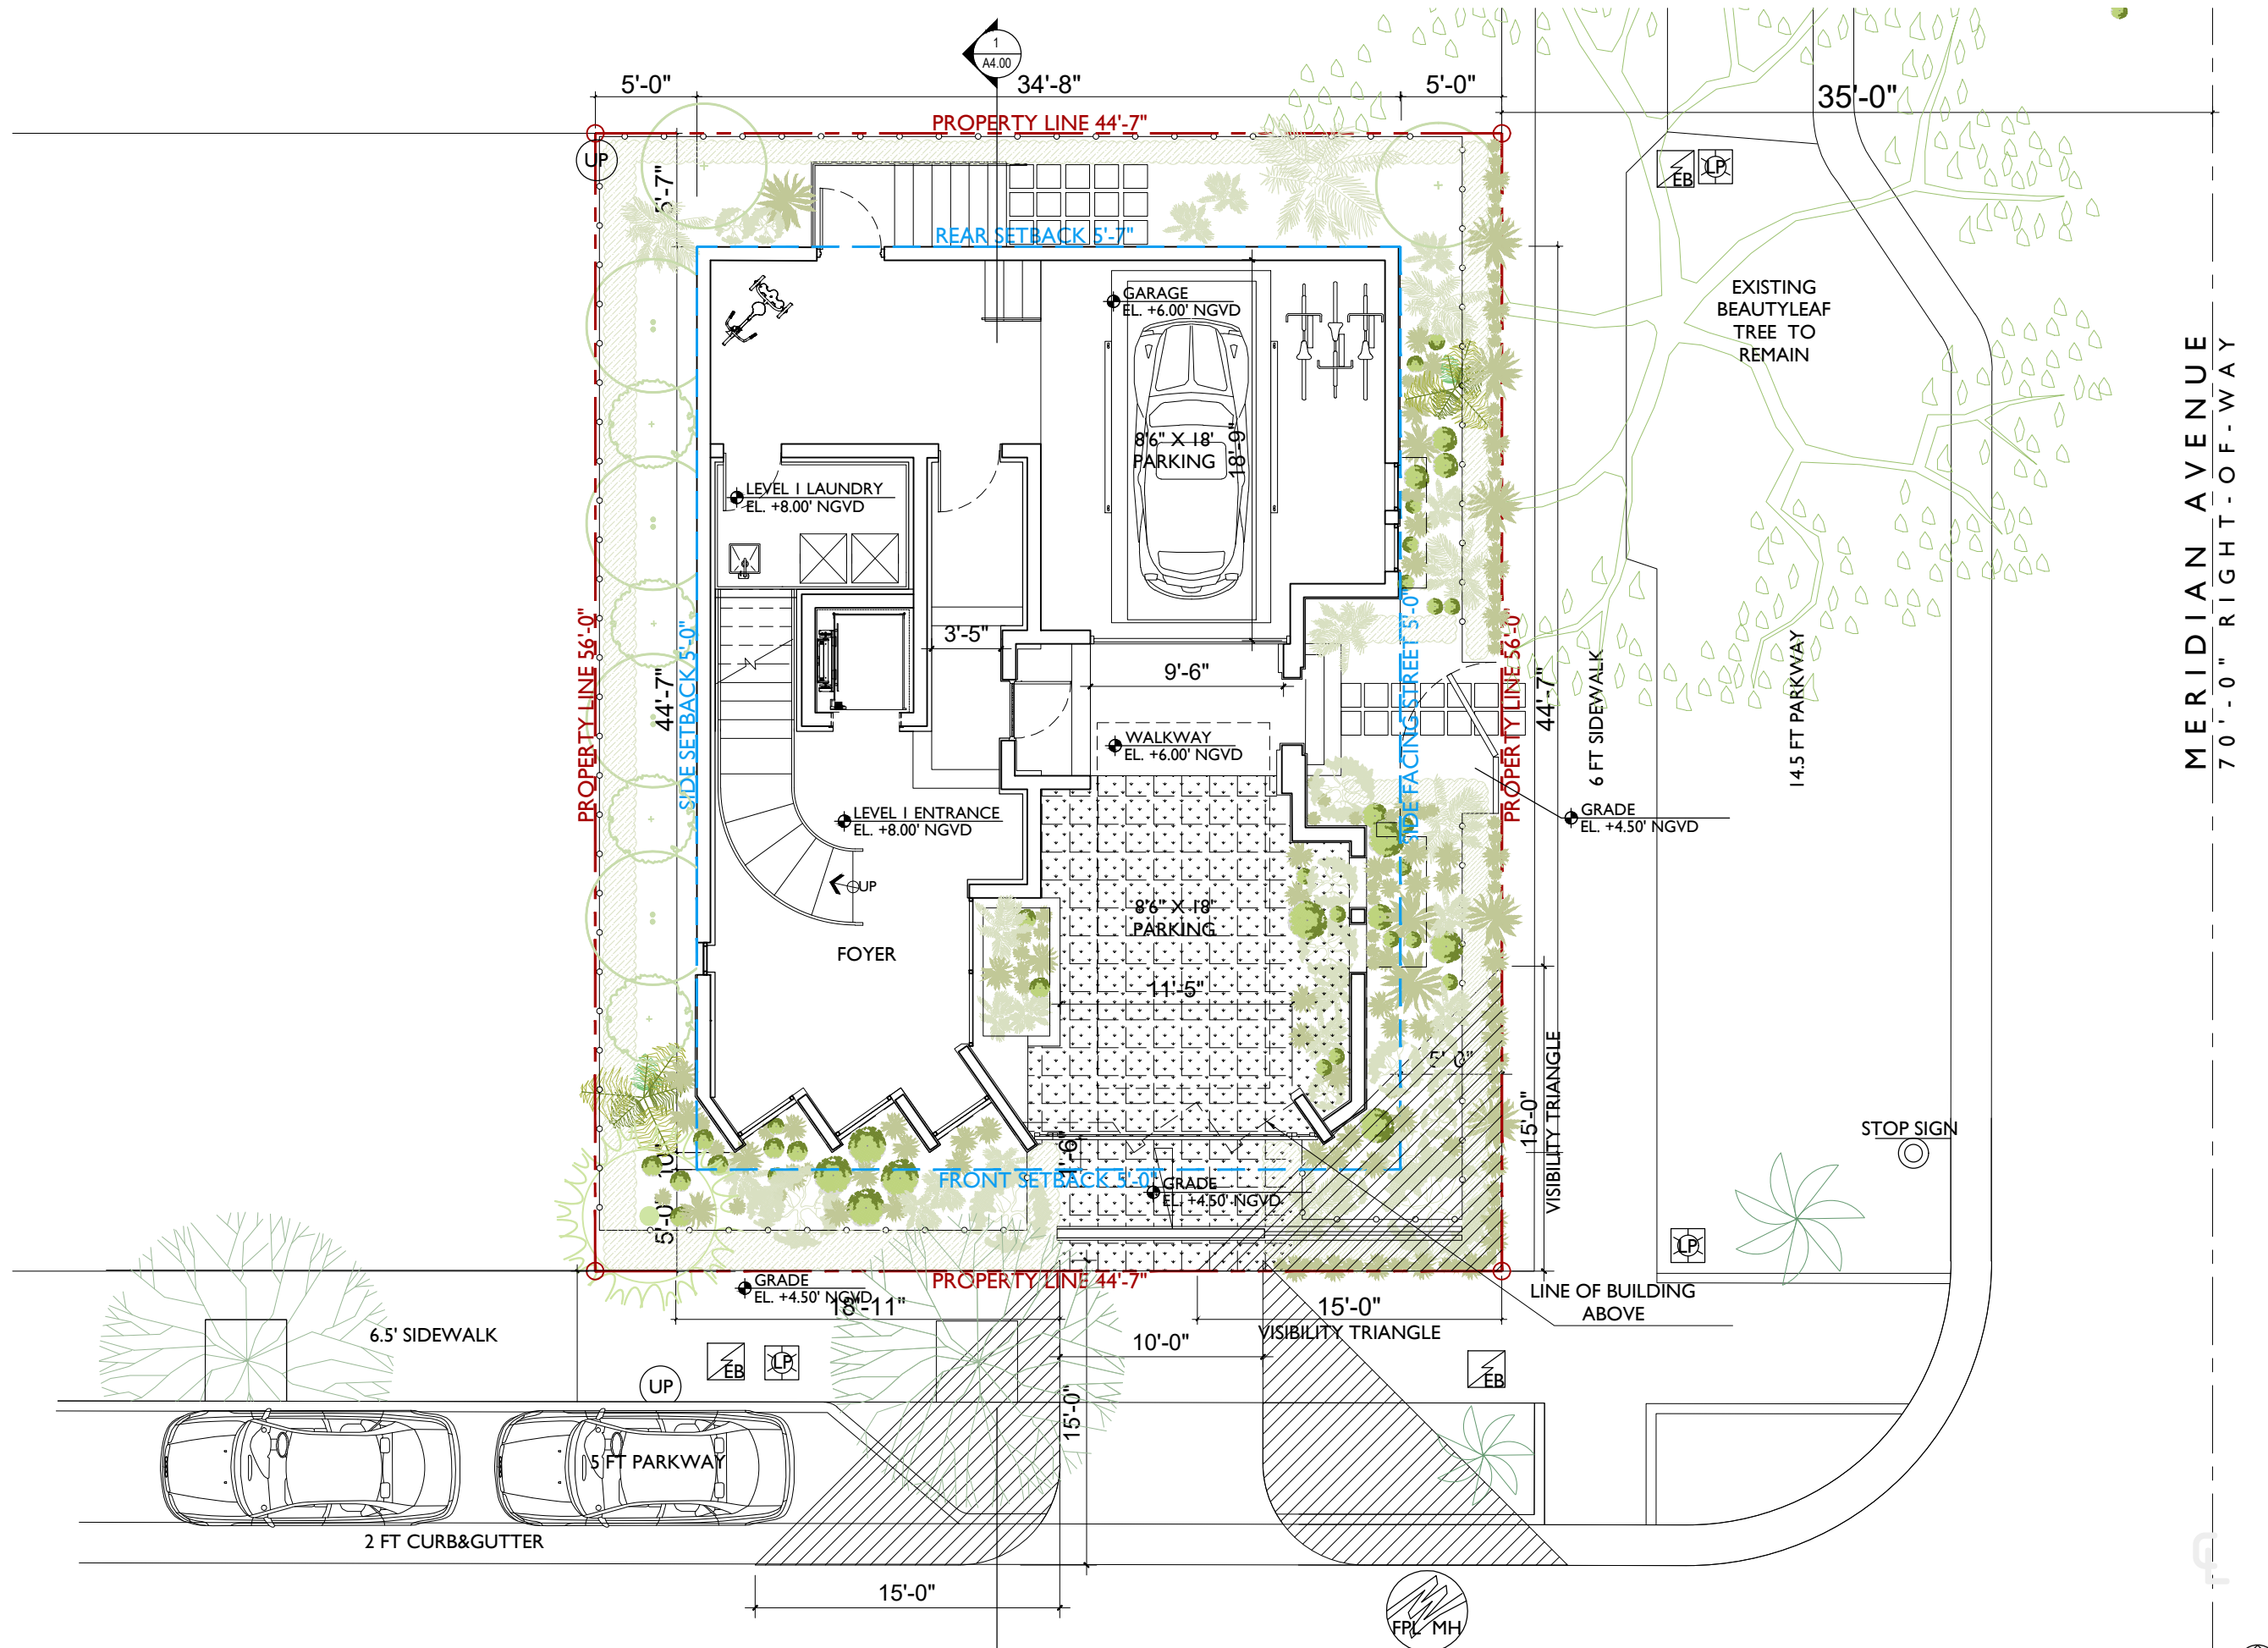 1
A4.00
5'-0"
34'-8"
5'-0"
35'-0"
PROPERTY LINE 44'-7"
UP
5'-7"
EB
LP
REAR SETBACK 5'-7"
GARAGE
EL. +6.00' NGVD
EXISTING
BEAUTYLEAF
TREE TO
REMAIN
MERIDIAN AVENUE
70'-0" RIGHT-OF-WAY
8'6" X 18'
PARKING
18'-9"
LEVEL 1 LAUNDRY
EL. +8.00' NGVD
3'-5"
9'-6"
PROPERTY LINE 56'-0"
SIDE SETBACK 5'-0"
44'-7"
SIDE FACING STREET 5'-0"
PROPERTY LINE 56'-0"
44'-7"
6 FT SIDEWALK
14.5 FT PARKWAY
WALKWAY
EL. +6.00' NGVD
LEVEL 1 ENTRANCE
EL. +8.00' NGVD
GRADE
EL. +4.50' NGVD
UP
8'6" X 18'
PARKING
FOYER
11'-5"
5'-0"
15'-0"
VISIBILITY TRIANGLE
STOP SIGN
1'-6"
5'-0"
FRONT SETBACK 5'-0"
GRADE
EL. +4.50' NGVD
LP
PROPERTY LINE 44'-7"
GRADE
EL. +4.50' NGVD
18'-11"
15'-0"
VISIBILITY TRIANGLE
LINE OF BUILDING
ABOVE
6.5' SIDEWALK
10'-0"
EB
LP
UP
EB
15'-0"
5 FT PARKWAY
2 FT CURB&GUTTER
15'-0"
FPL MH